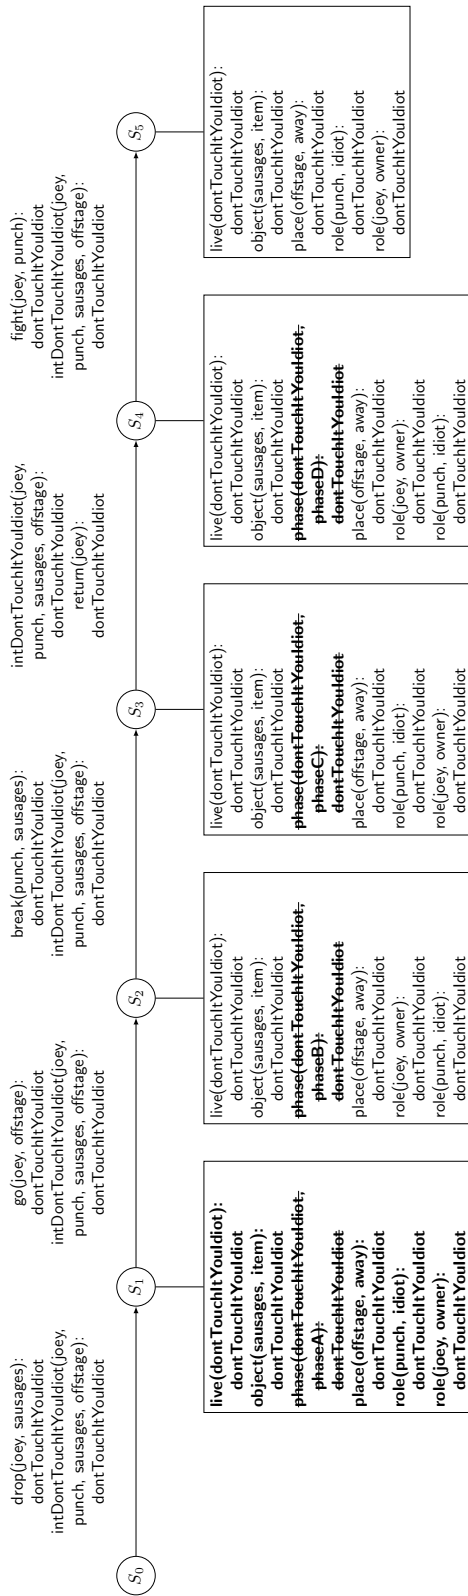 drop(joey, sausages):
dontTouchItYouIdiot
intDontTouchItYouIdiot(joey,
punch, sausages, offstage):
dontTouchItYouIdiot
go(joey, offstage):
dontTouchItYouIdiot
intDontTouchItYouIdiot(joey,
punch, sausages, offstage):
dontTouchItYouIdiot
break(punch, sausages):
dontTouchItYouIdiot
intDontTouchItYouIdiot(joey,
punch, sausages, offstage):
dontTouchItYouIdiot
intDontTouchItYouIdiot(joey,
punch, sausages, offstage):
dontTouchItYouIdiot
return(joey):
dontTouchItYouIdiot
fight(joey, punch):
dontTouchItYouIdiot
intDontTouchItYouIdiot(joey,
punch, sausages, offstage):
dontTouchItYouIdiot
S0
S1
S2
S3
S4
S5
live(dontTouchItYouIdiot):
dontTouchItYouIdiot
object(sausages, item):
dontTouchItYouIdiot
phase(dontTouchItYouIdiot,
phaseA):
dontTouchItYouIdiot
place(offstage, away):
dontTouchItYouIdiot
role(punch, idiot):
dontTouchItYouIdiot
role(joey, owner):
dontTouchItYouIdiot
live(dontTouchItYouIdiot):
dontTouchItYouIdiot
object(sausages, item):
dontTouchItYouIdiot
phase(dontTouchItYouIdiot,
phaseB):
dontTouchItYouIdiot
place(offstage, away):
dontTouchItYouIdiot
role(joey, owner):
dontTouchItYouIdiot
role(punch, idiot):
dontTouchItYouIdiot
live(dontTouchItYouIdiot):
dontTouchItYouIdiot
object(sausages, item):
dontTouchItYouIdiot
phase(dontTouchItYouIdiot,
phaseC):
dontTouchItYouIdiot
place(offstage, away):
dontTouchItYouIdiot
role(punch, idiot):
dontTouchItYouIdiot
role(joey, owner):
dontTouchItYouIdiot
live(dontTouchItYouIdiot):
dontTouchItYouIdiot
object(sausages, item):
dontTouchItYouIdiot
phase(dontTouchItYouIdiot,
phaseD):
dontTouchItYouIdiot
place(offstage, away):
dontTouchItYouIdiot
role(joey, owner):
dontTouchItYouIdiot
role(punch, idiot):
dontTouchItYouIdiot
live(dontTouchItYouIdiot):
dontTouchItYouIdiot
object(sausages, item):
dontTouchItYouIdiot
place(offstage, away):
dontTouchItYouIdiot
role(punch, idiot):
dontTouchItYouIdiot
role(joey, owner):
dontTouchItYouIdiot